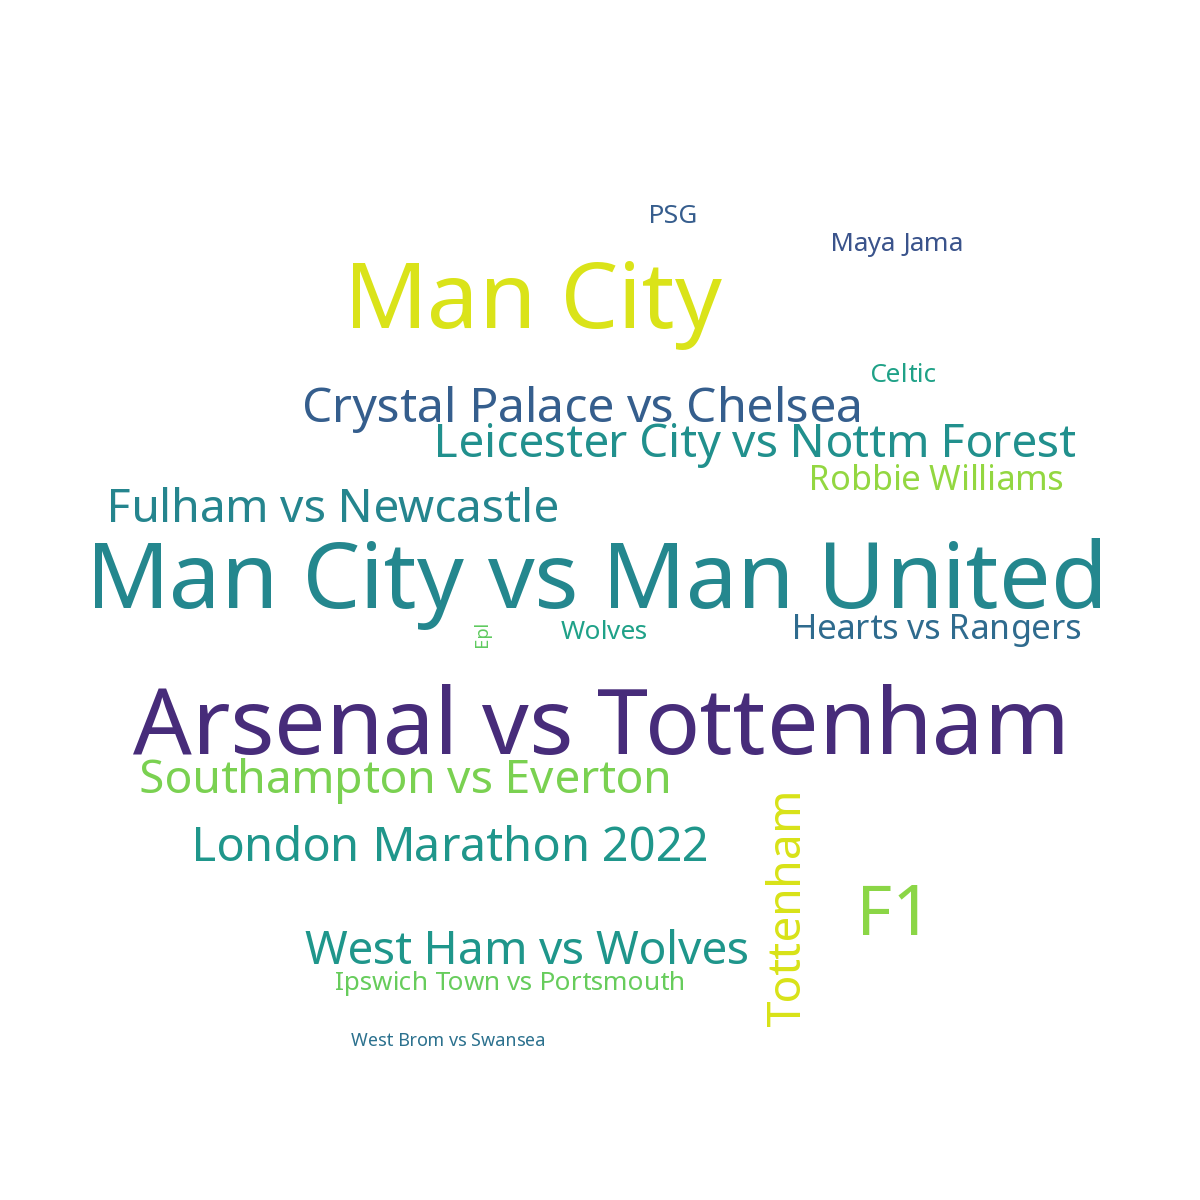 PSG
Maya Jama
Man City
Celtic
Crystal Palace vs Chelsea
Leicester City vs Nottm Forest
Robbie Williams
Fulham vs Newcastle
Man City vs Man United
Epl
Wolves
Hearts vs Rangers
Arsenal vs Tottenham
Southampton vs Everton
London Marathon 2022
Tottenham
F1
West Ham vs Wolves
Ipswich Town vs Portsmouth
West Brom vs Swansea